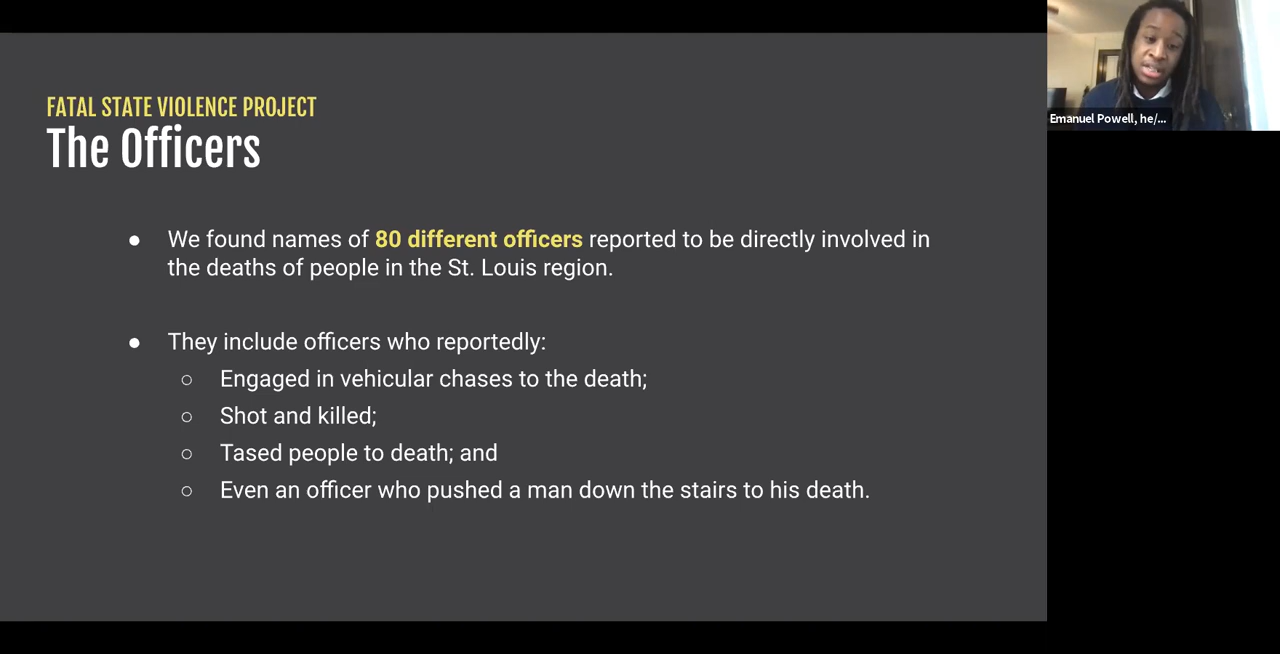 FATAL STATE VIOLENCE PROJECT
The Officers
● We found names of 80 different officers reported to be directly involved in
the deaths of people in the St. Louis region.
● They include officers who reportedly:
○ Engaged in vehicular chases to the death;
○ Shot and killed;
○ Tased people to death; and
○ Even an officer who pushed a man down the stairs to his death.
Emanuel Powell, he/...